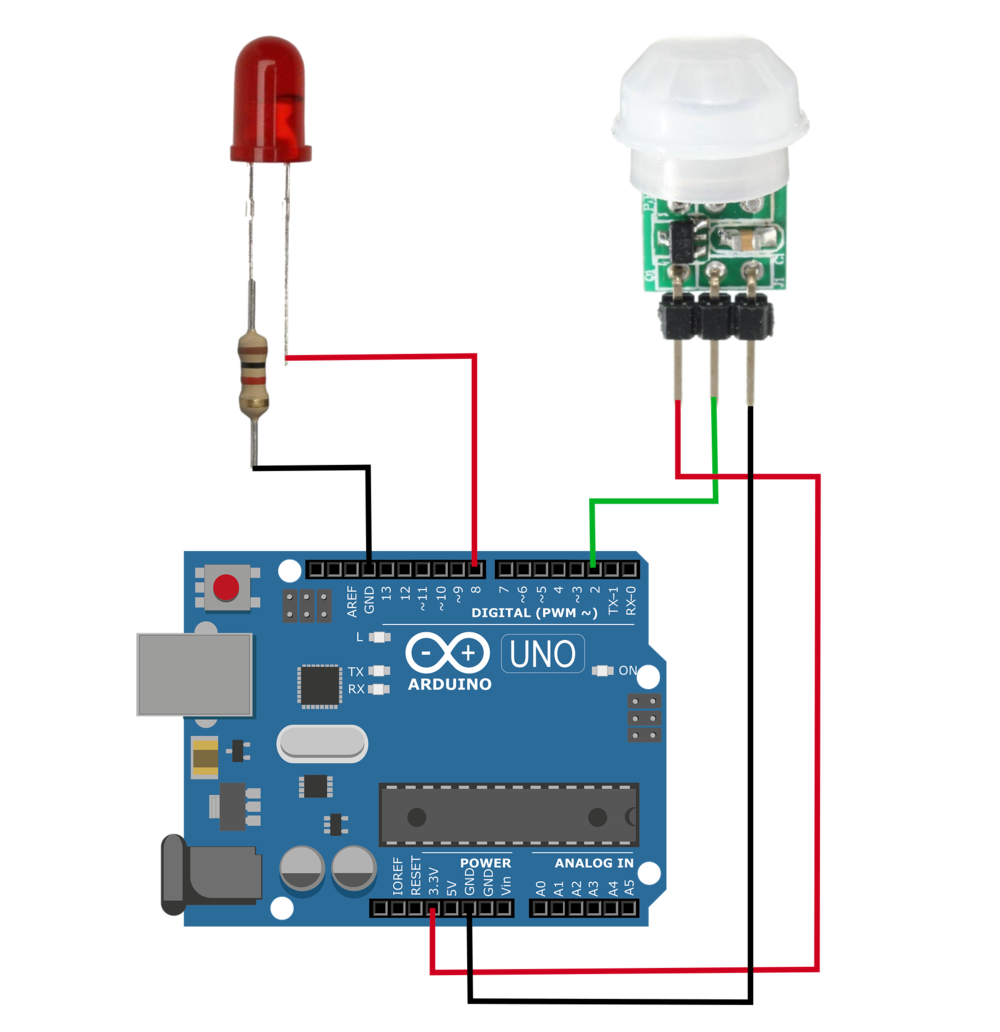 AREF
GND
13
12
~11
~10
~9
8
7
~6
~5
4
~3
2
TX-1
RX-0
DIGITAL (PWM ~)
L
TX
RX
- +
UNO
ARDUINO
ON
POWER
ANALOG IN
IOREF
RESET
3.3V
5V
GND
GND
Vin
A0
A1
A2
A3
A4
A5